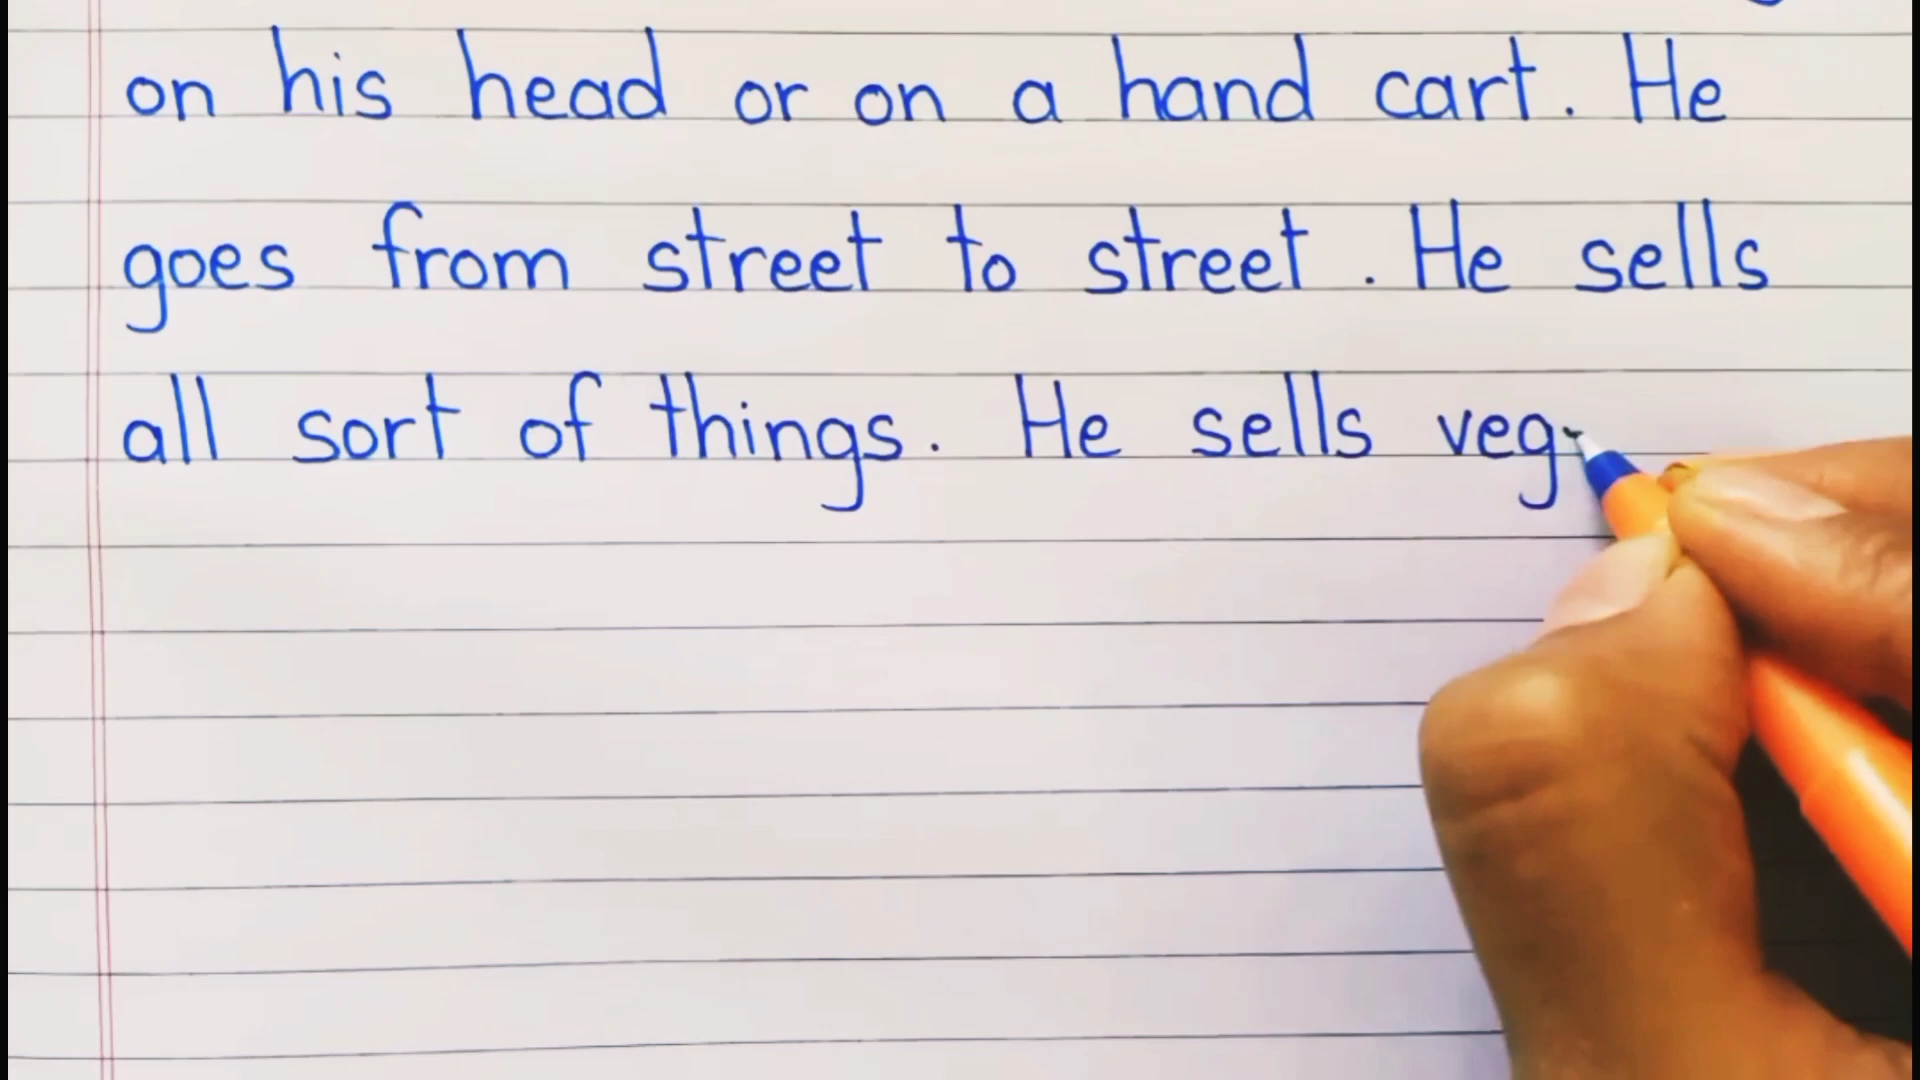 on his head or on a hand cart. He
goes from street to street. He sells
all sort of things. He sells veg